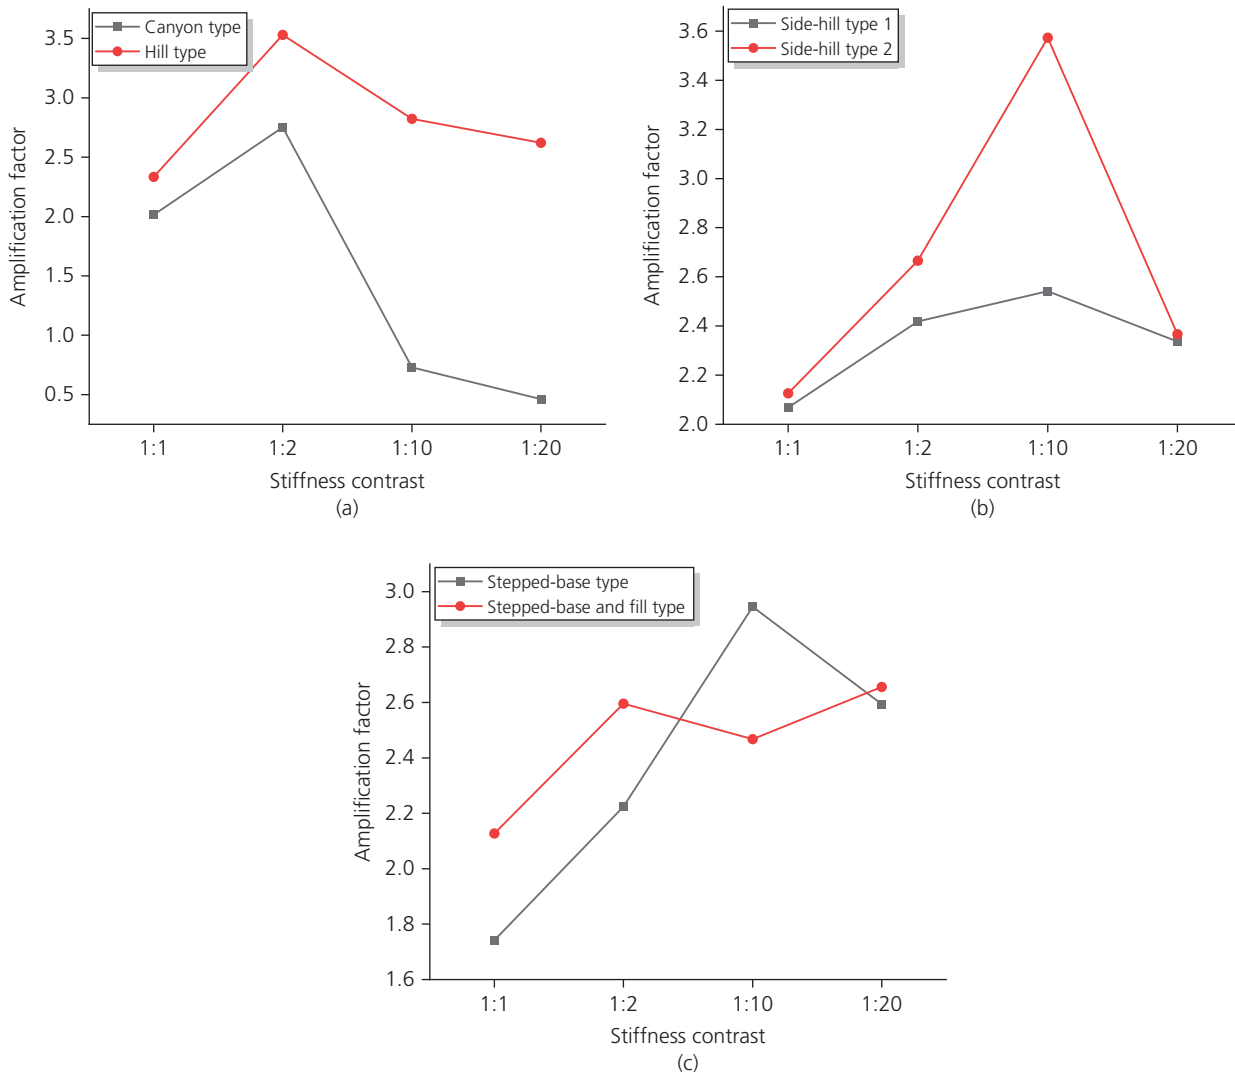 Canyon type
Hill type
3.5
3.0
2.5
2.0
1.5
1.0
0.5
Amplification factor
1:1 1:2 1:10 1:20
Stiffness contrast
(a)
Side-hill type 1
Side-hill type 2
3.6
3.4
3.2
3.0
2.8
2.6
2.4
2.2
2.0
Amplification factor
1:1 1:2 1:10 1:20
Stiffness contrast
(b)
Stepped-base type
Stepped-base and fill type
3.0
2.8
2.6
2.4
2.2
2.0
1.8
1.6
Amplification factor
1:1 1:2 1:10 1:20
Stiffness contrast
(c)